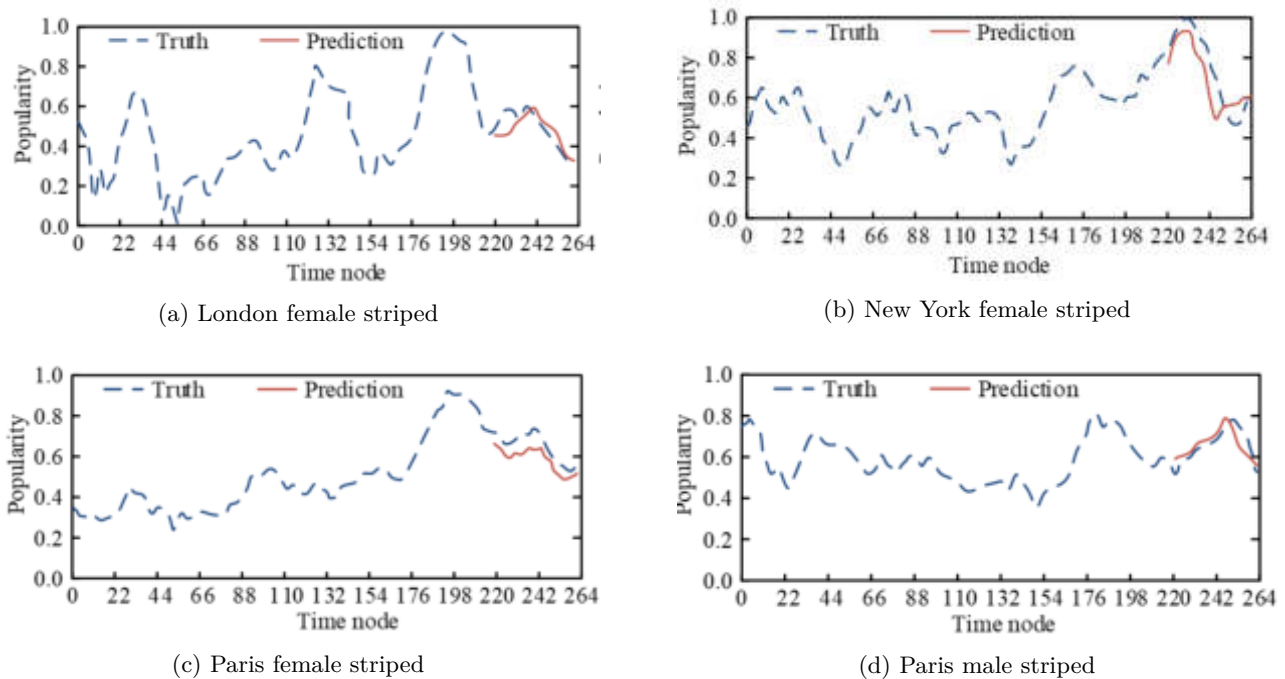 1.0
Truth
Prediction
0.8
0.6
0.4
0.2
0.0
Popularity
0 22 44 66 88 110 132 154 176 198 220 242 264
Time node
(a) London female striped
1.0
Truth
Prediction
0.8
0.6
0.4
0.2
0.0
Popularity
0 22 44 66 88 110 132 154 176 198 220 242 264
Time node
(b) New York female striped
1.0
Truth
Prediction
0.8
0.6
0.4
0.2
0.0
Popularity
0 22 44 66 88 110 132 154 176 198 220 242 264
Time node
(c) Paris female striped
1.0
Truth
Prediction
0.8
0.6
0.4
0.2
0.0
Popularity
0 22 44 66 88 110 132 154 176 198 220 242 264
Time node
(d) Paris male striped